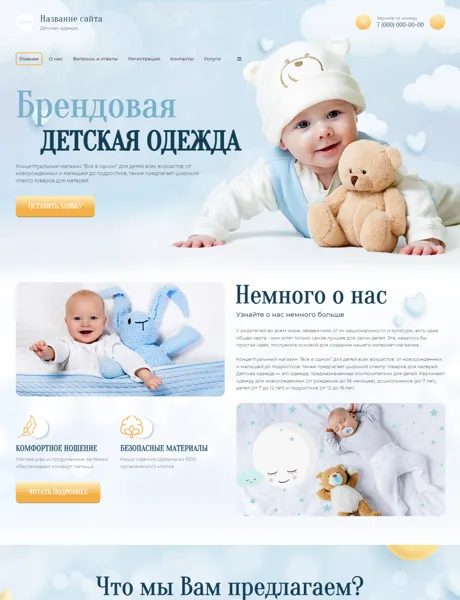 Название сайта
Детская одежда
Звоните по номеру
7 (000) 000-00-00
Главная О нас Вопросы и ответы Регистрация Контакты Услуги
Брендовая
ДЕТСКАЯ ОДЕЖДА
Концептуальный магазин "Все в одном" для детей всех возрастов: от
новорожденных и малышей до подростков, также предлагает широкий
спектр товаров для матерей.
ОСТАВИТЬ ЗАЯВКУ
Немного о нас
Узнайте о нас немного больше
У родителей во всем мире, независимо от их национальности и культуры, есть одна
общая черта - они хотят только самое лучшее для своих детей. Эта, казалось бы,
простая идея, послужила основой для создания нашего интернет-магазина.
Концептуальный магазин "Все в одном" для детей всех возрастов: от новорожденных
и малышей до подростков, также предлагает широкий спектр товаров для матерей.
Детская одежда — это одежда, предназначенная исключительно для детей. Различают
одежду для новорожденных (от рождения до 36 месяцев), дошкольников (до 7 лет),
детей (от 7 до 12 лет) и подростков (от 12 до 16 лет)
КОМФОРТНОЕ НОШЕНИЕ
Мягкие швы и продуманные застежки
обеспечивают комфорт малыша
БЕЗОПАСНЫЕ МАТЕРИАЛЫ
Наши изделия сделаны из 100%
органического хлопка
ЧИТАТЬ ПОДРОБНЕЕ
Что мы Вам предлагаем?